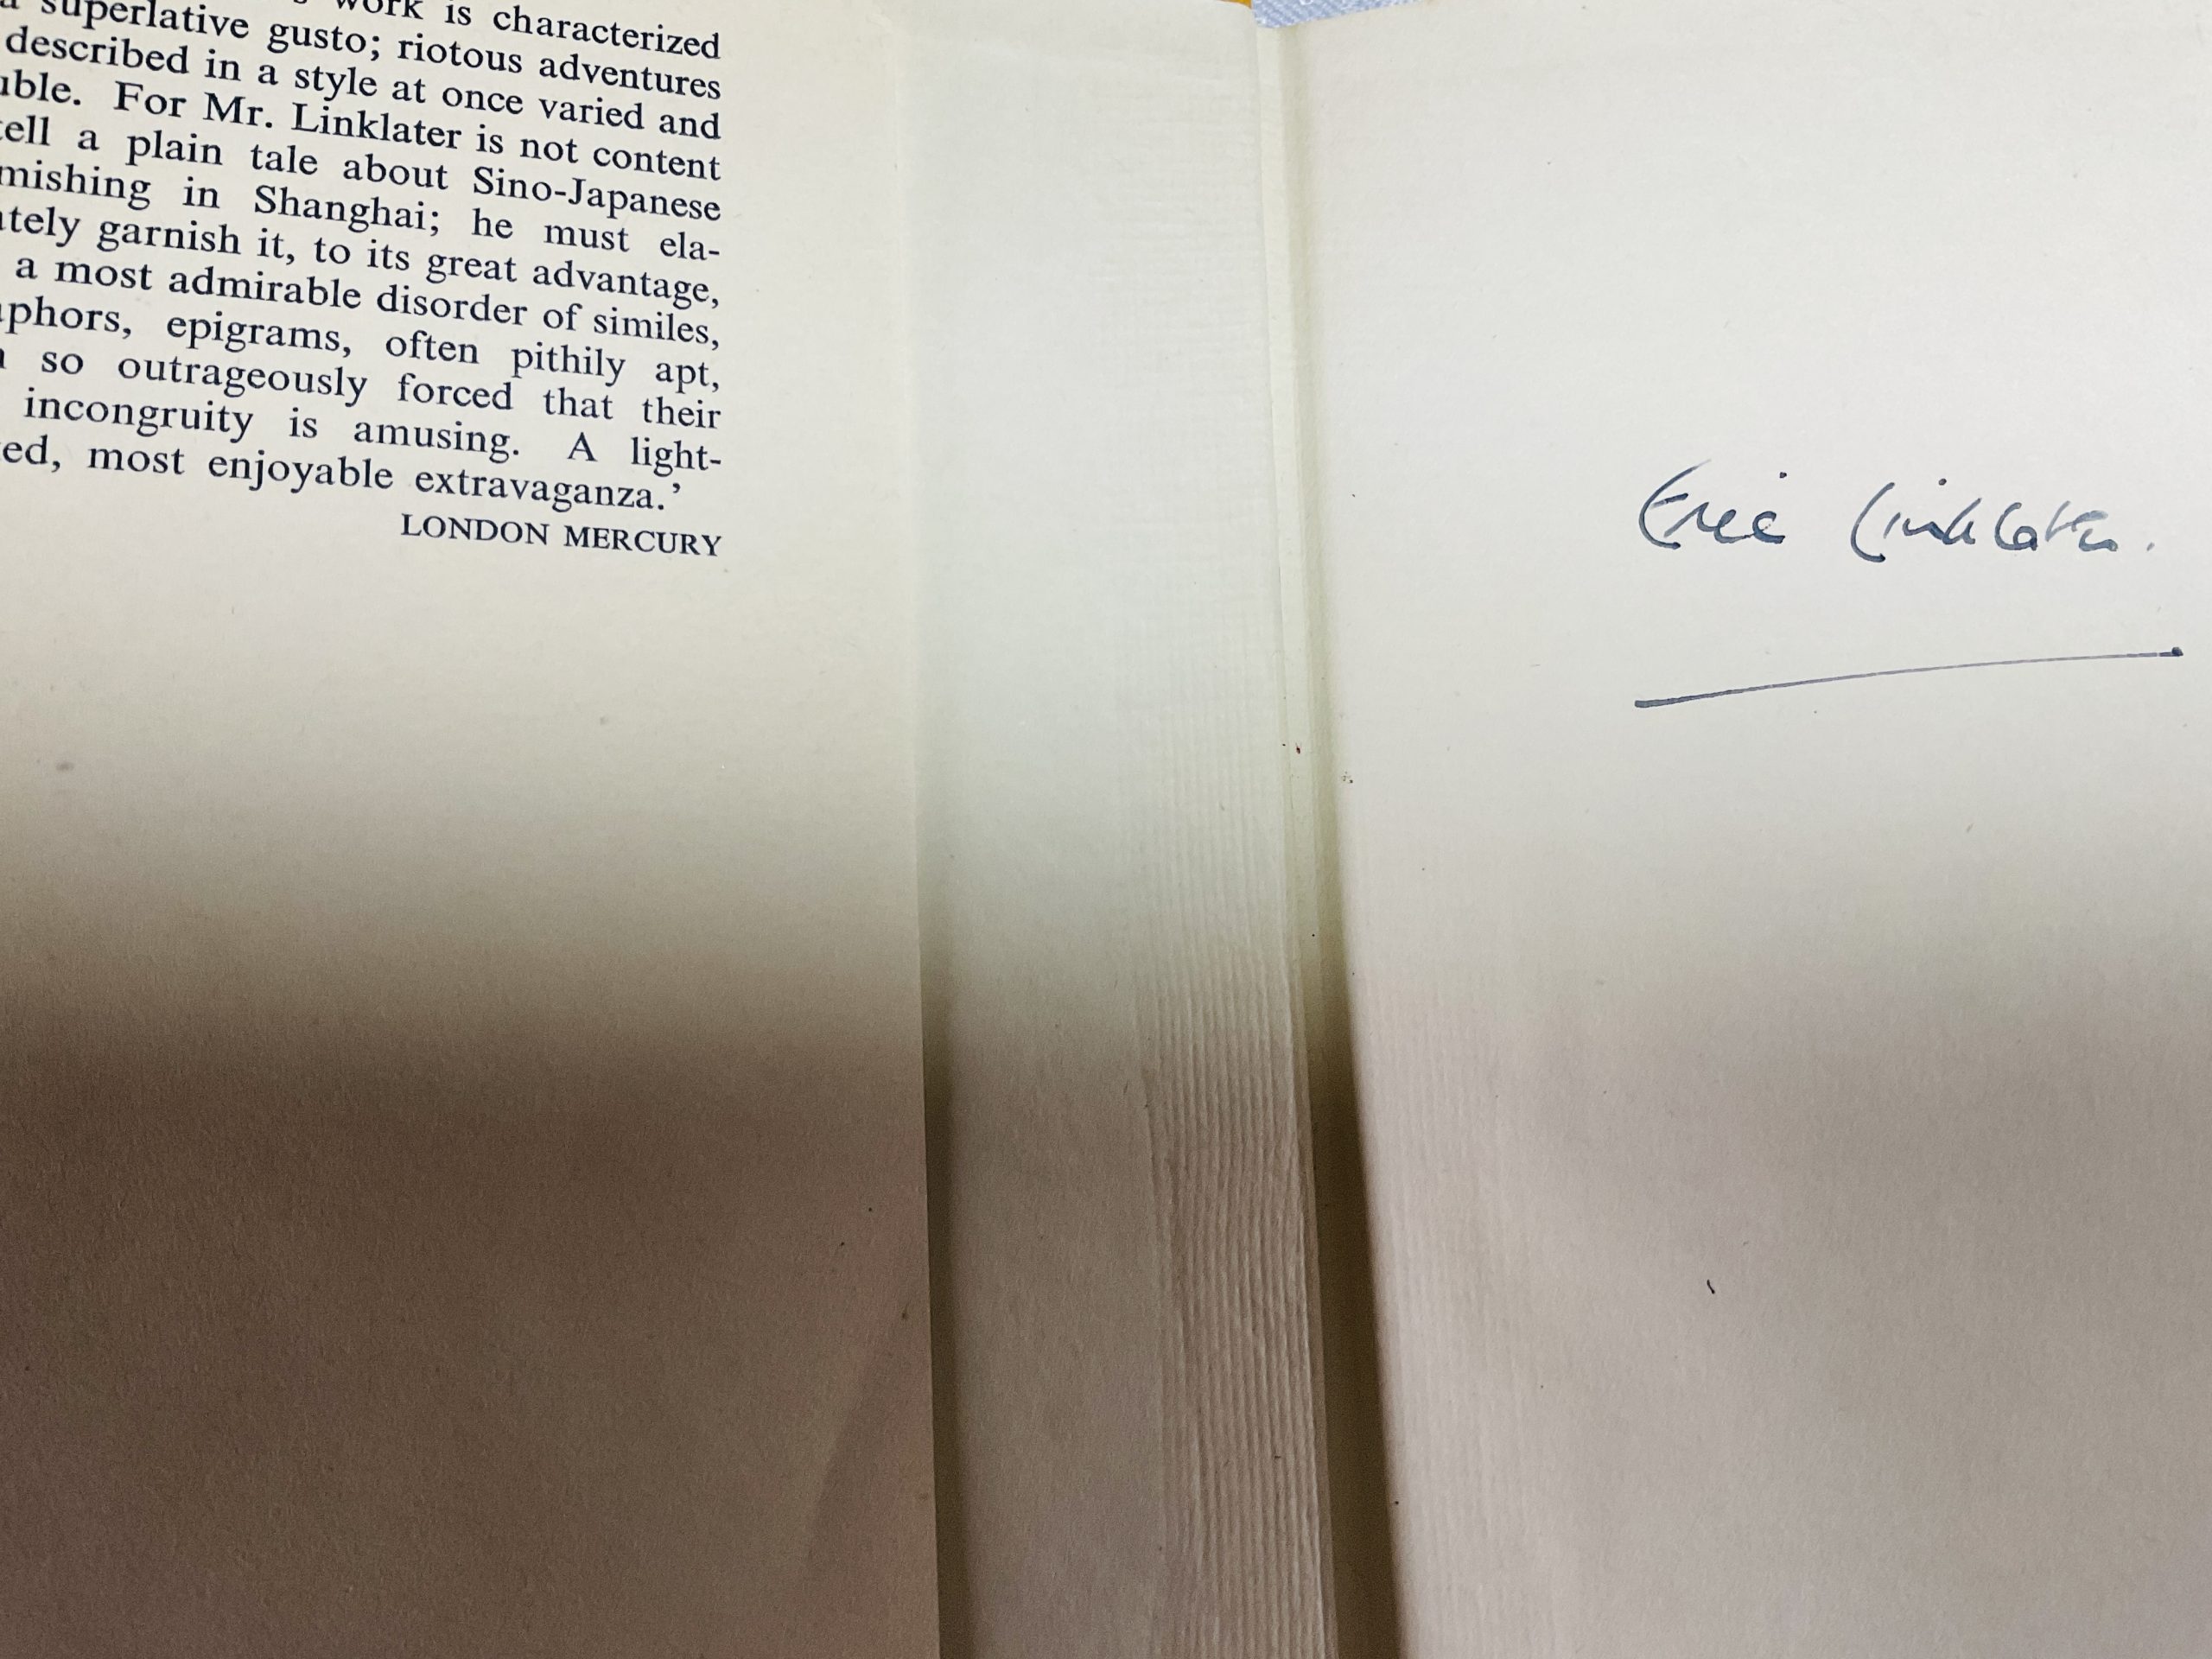 work is characterized
superlative gusto; riotous adventures
described in a style at once varied and
For Mr. Linklater is not content
tell a plain tale about Sino-Japanese
mishing in Shanghai; he must ela-
ately garnish it, to its great advantage,
a most admirable disorder of similes,
phors, epigrams, often pithily apt,
so outrageously forced that their
incongruity is amusing. A light-
ed, most enjoyable extravaganza.’
LONDON MERCURY
Eric Linklater.